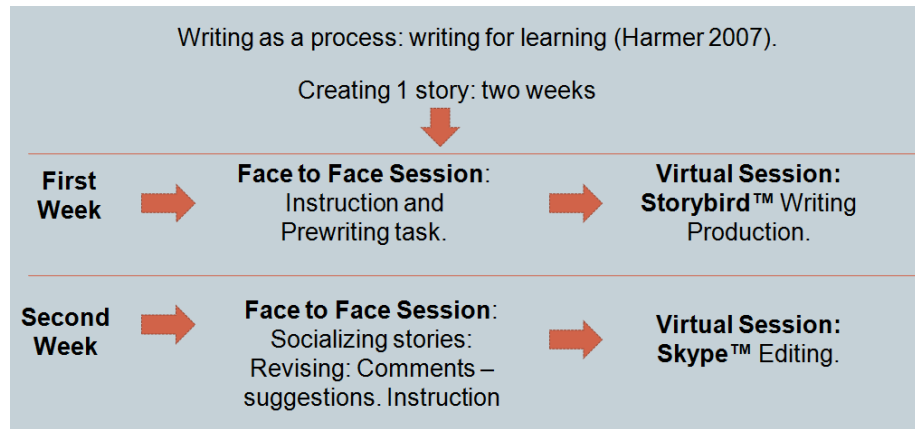 Writing as a process: writing for learning (Harmer 2007).
Creating 1 story: two weeks
First
Week
Face to Face Session:
Instruction and
Prewriting task.
Virtual Session:
Storybird™ Writing
Production.
Second
Week
Face to Face Session:
Socializing stories:
Revising: Comments –
suggestions. Instruction
Virtual Session:
Skype™ Editing.